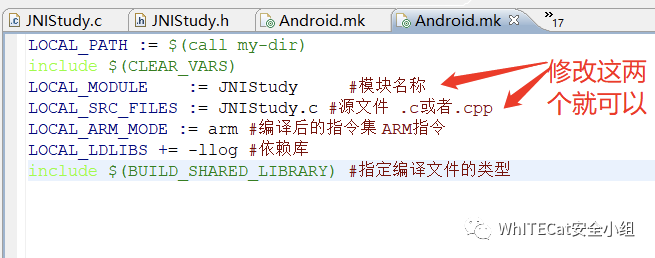 JNIStudy.c JNIStudy.h Android.mk Android.mk »17
LOCAL_PATH := $(call my-dir)
include $(CLEAR_VARS)
LOCAL_MODULE    := JNIStudy     #模块名称
LOCAL_SRC_FILES := JNIStudy.c #源文件 .c或者.cpp
LOCAL_ARM_MODE := arm #编译后的指令集 ARM指令
LOCAL_LDLIBS += -llog #依赖库
include $(BUILD_SHARED_LIBRARY) #指定编译文件的类型
修改这两
个就可以
WhITECat安全小组